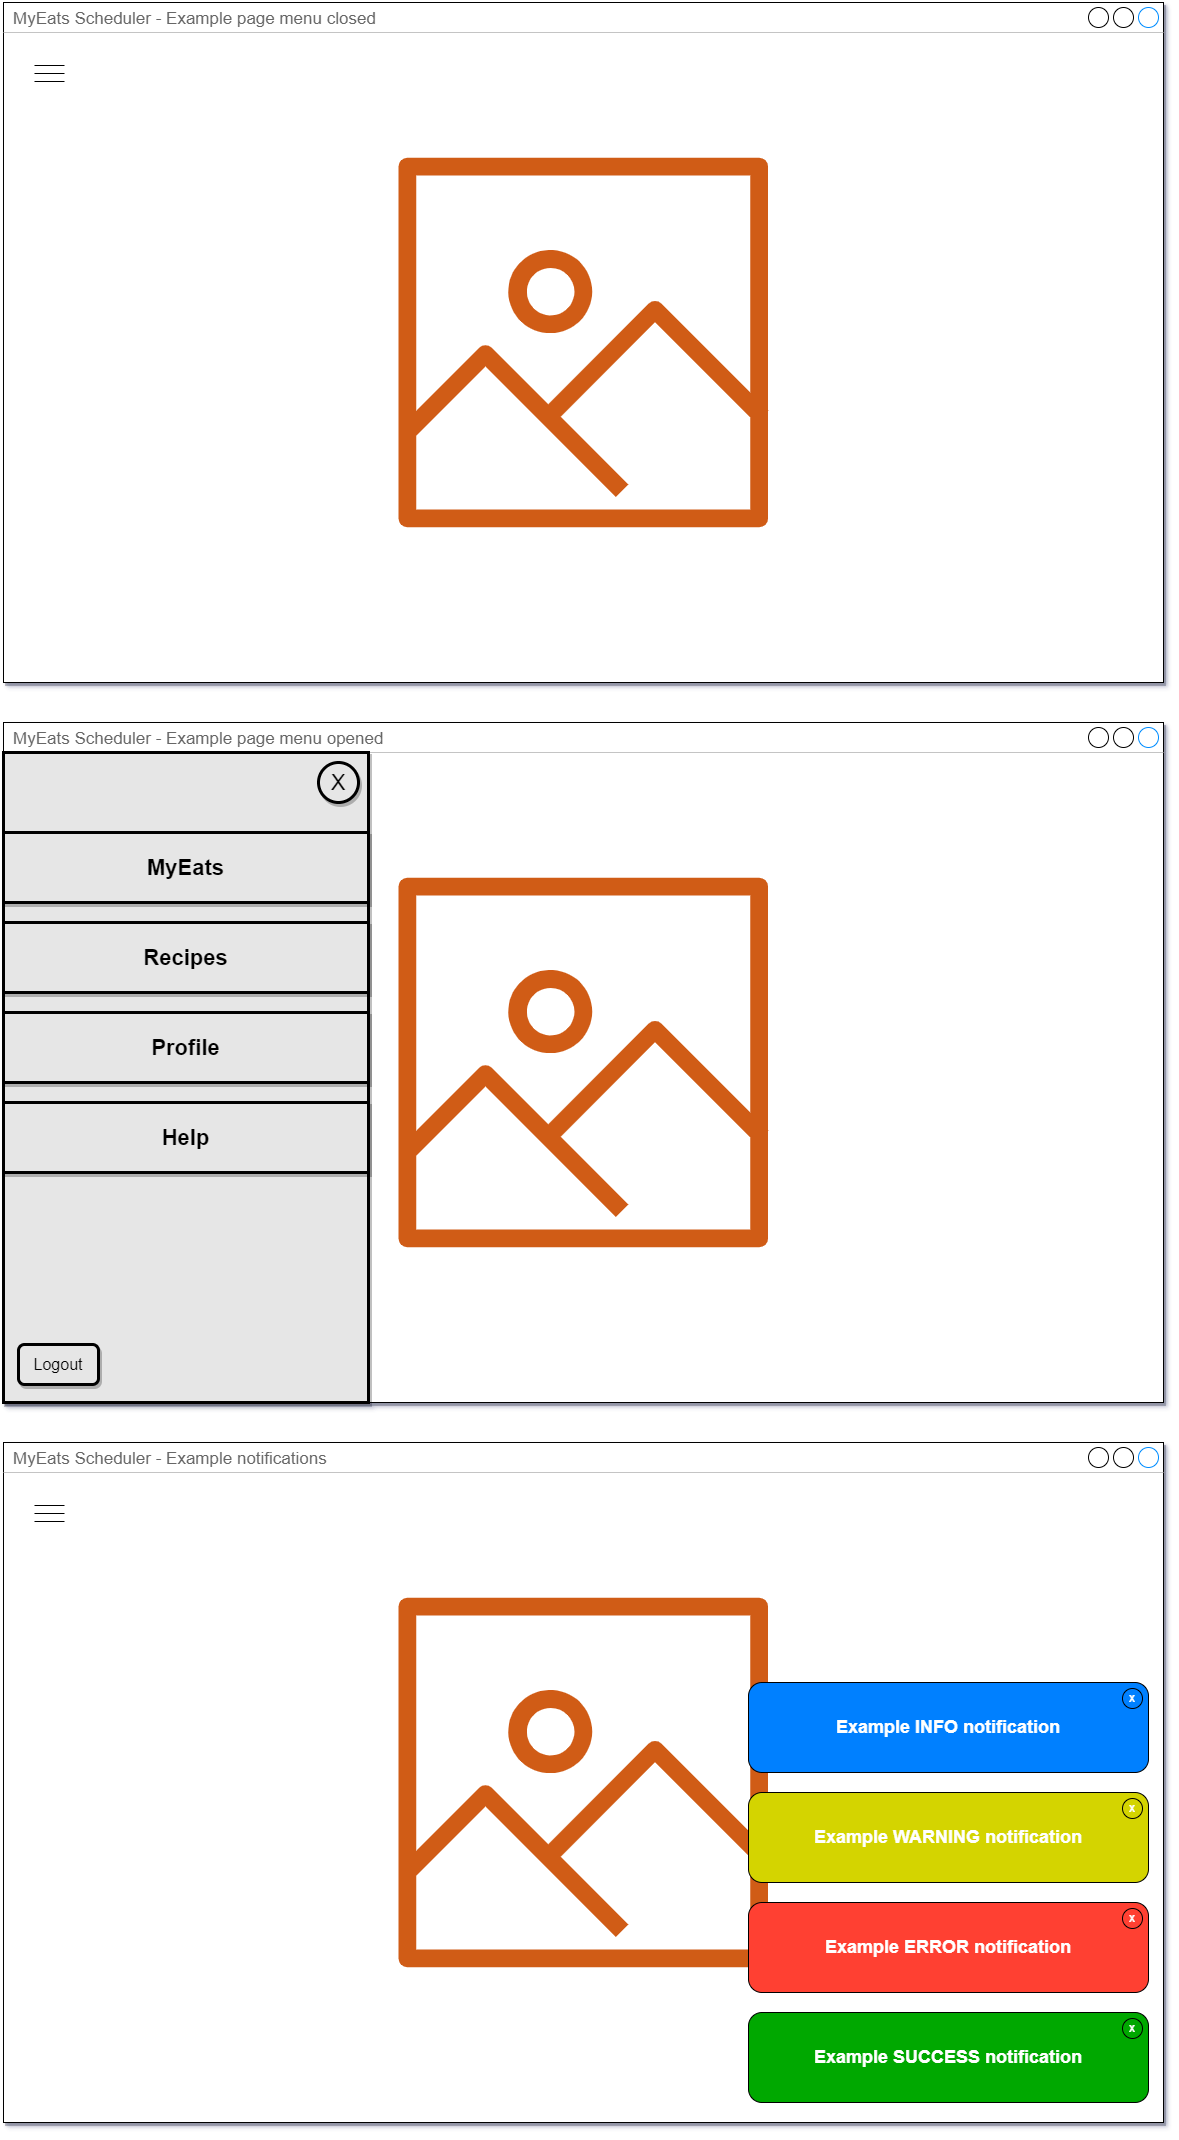 MyEats Scheduler - Example page menu closed
MyEats Scheduler - Example page menu opened
X
MyEats
Recipes
Profile
Help
Logout
MyEats Scheduler - Example notifications
x
Example INFO notification
x
Example WARNING notification
x
Example ERROR notification
x
Example SUCCESS notification